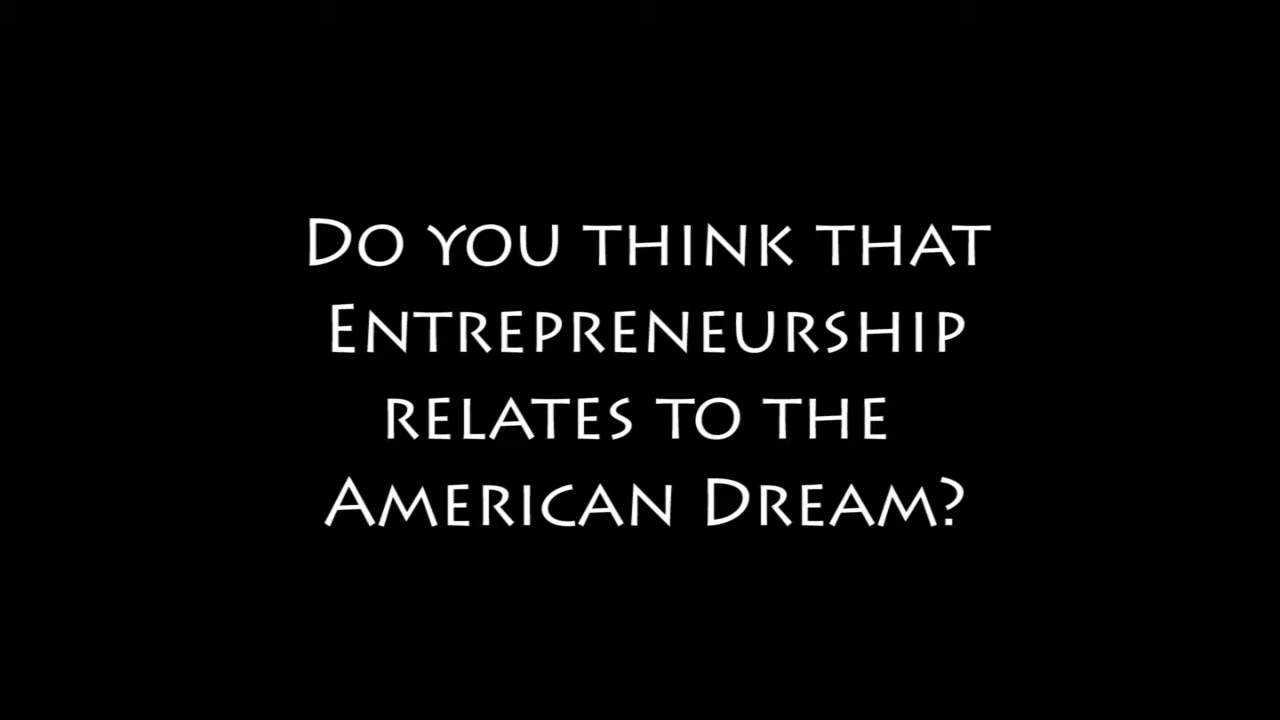 Do you think that
Entrepreneurship
relates to the
American Dream?